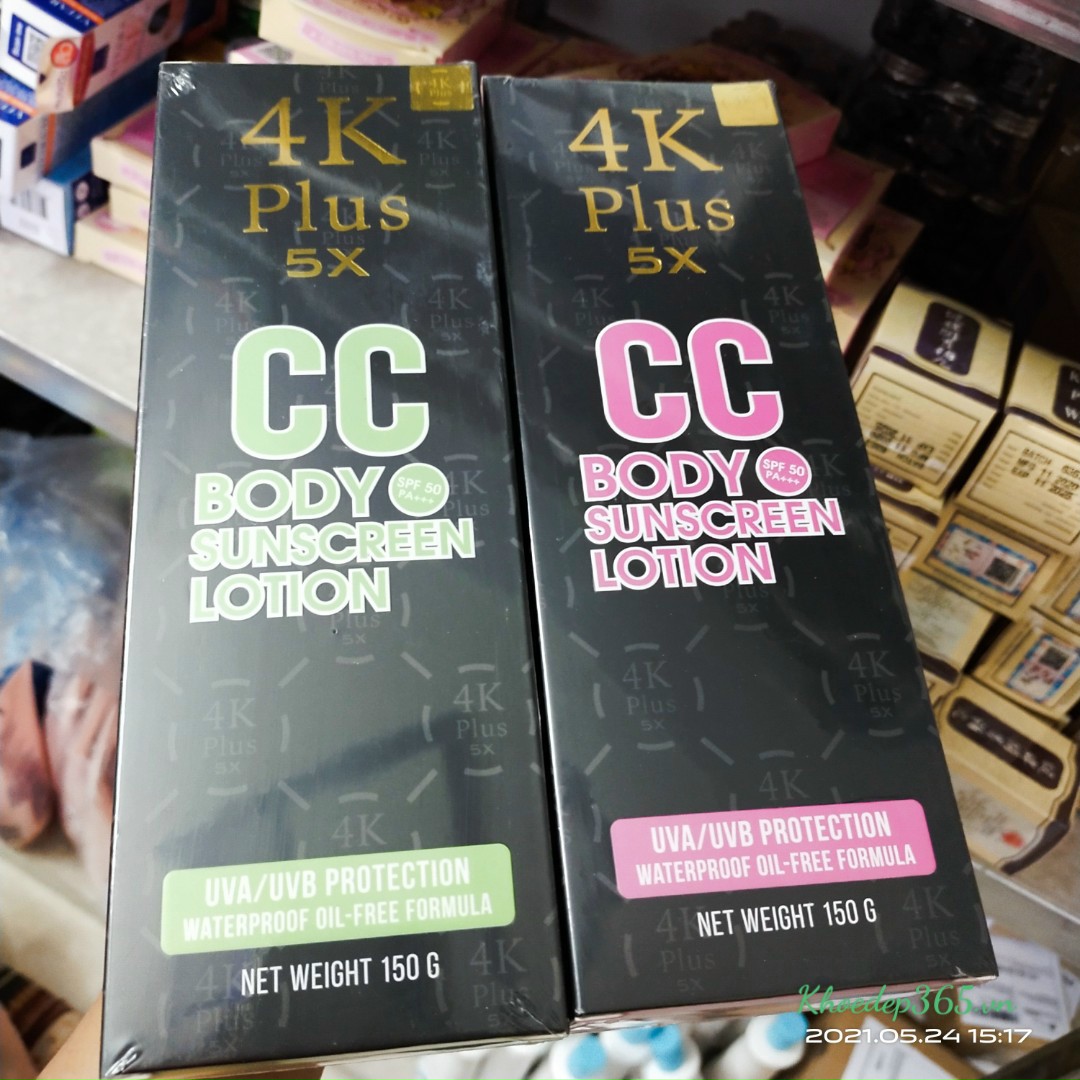 4K
Plus
5X
CC
BODY
SPF 50
PA+++
SUNSCREEN
LOTION
UVA/UVB PROTECTION
WATERPROOF OIL-FREE FORMULA
NET WEIGHT 150 G
4K
Plus
5X
CC
BODY
SPF 50
PA+++
SUNSCREEN
LOTION
UVA/UVB PROTECTION
WATERPROOF OIL-FREE FORMULA
NET WEIGHT 150 G
Khoedep365.vn
2021.05.24 15:17